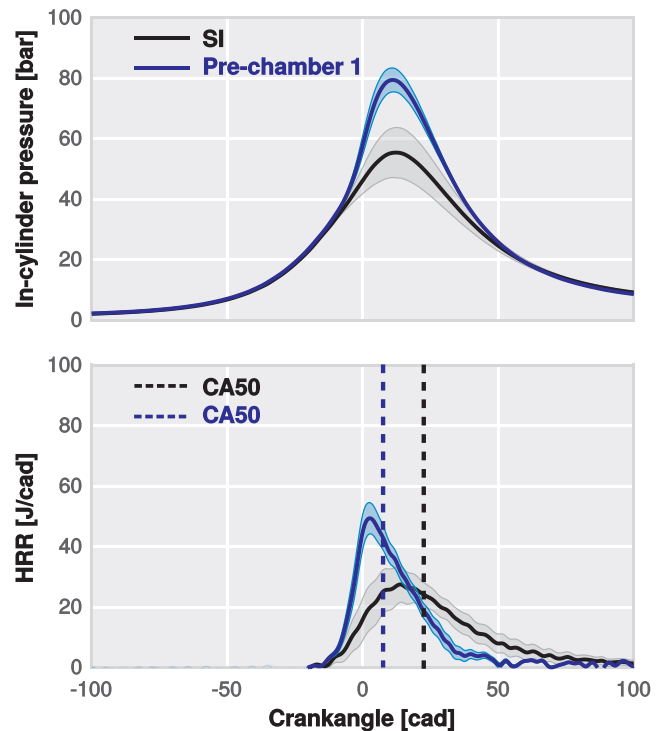 100
80
60
40
20
0
In-cylinder pressure [bar]
SI
Pre-chamber 1
100
80
60
40
20
0
HRR [J/cad]
CA50
CA50
-100
-50
0
50
100
Crankangle [cad]